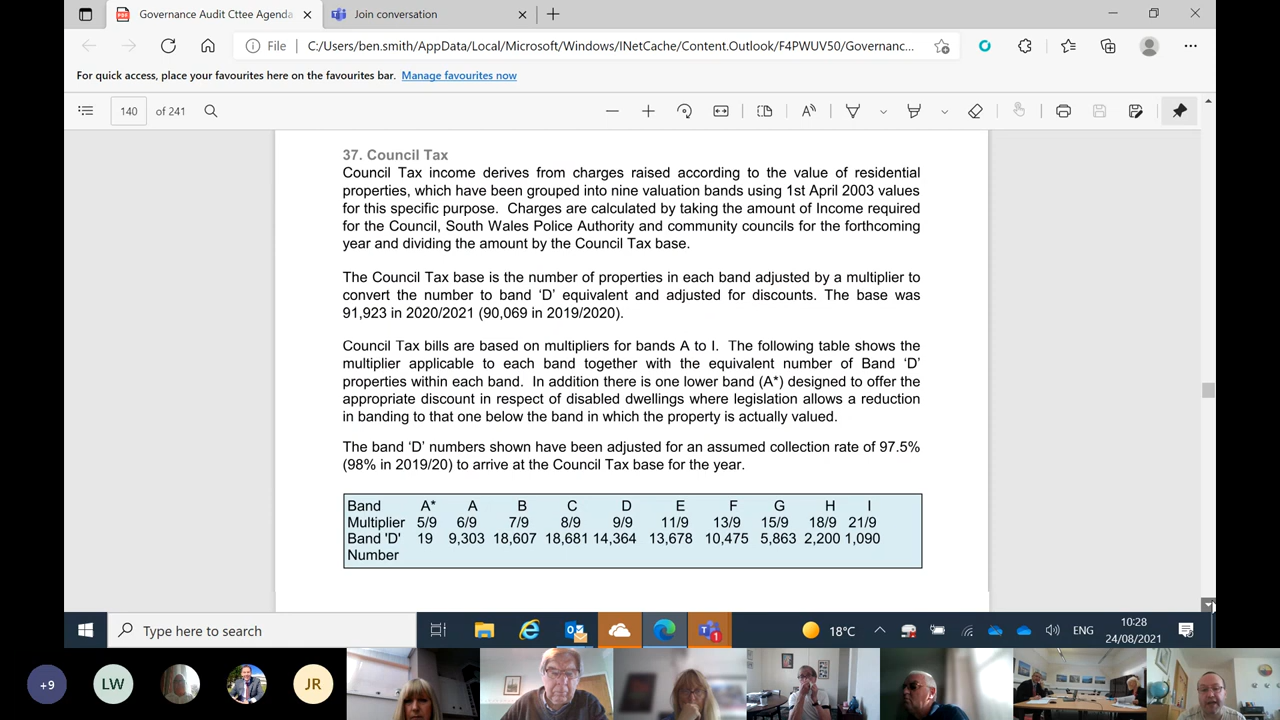 Governance Audit Cttee Agenda
Join conversation
File
C:/Users/ben.smith/AppData/Local/Microsoft/Windows/INetCache/Content.Outlook/F4PWUV50/Governanc...
For quick access, place your favourites here on the favourites bar. Manage favourites now
140 of 241
37. Council Tax
Council Tax income derives from charges raised according to the value of residential
properties, which have been grouped into nine valuation bands using 1st April 2003 values
for this specific purpose. Charges are calculated by taking the amount of Income required
for the Council, South Wales Police Authority and community councils for the forthcoming
year and dividing the amount by the Council Tax base.
The Council Tax base is the number of properties in each band adjusted by a multiplier to
convert the number to band ‘D’ equivalent and adjusted for discounts. The base was
91,923 in 2020/2021 (90,069 in 2019/2020).
Council Tax bills are based on multipliers for bands A to I. The following table shows the
multiplier applicable to each band together with the equivalent number of Band ‘D’
properties within each band. In addition there is one lower band (A*) designed to offer the
appropriate discount in respect of disabled dwellings where legislation allows a reduction
in banding to that one below the band in which the property is actually valued.
The band ‘D’ numbers shown have been adjusted for an assumed collection rate of 97.5%
(98% in 2019/20) to arrive at the Council Tax base for the year.
Band A* A B C D E F G H I
Multiplier 5/9 6/9 7/9 8/9 9/9 11/9 13/9 15/9 18/9 21/9
Band 'D' 19 9,303 18,607 18,681 14,364 13,678 10,475 5,863 2,200 1,090
Number
Type here to search
18°C
ENG
10:28
24/08/2021
+9
LW
JR